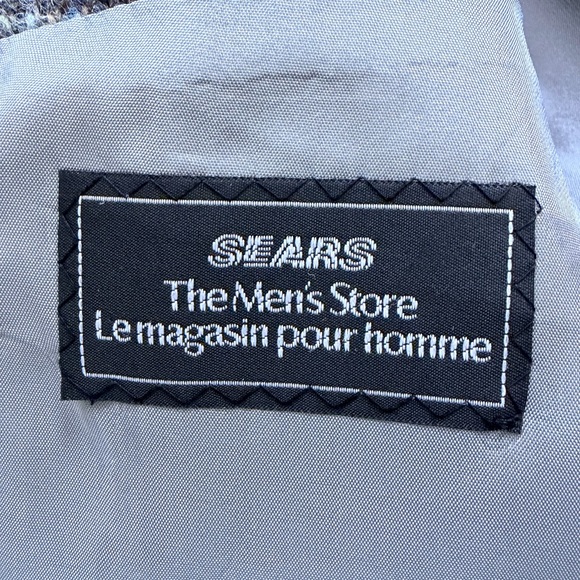 SEARS
The Men's Store
Le magasin pour homme